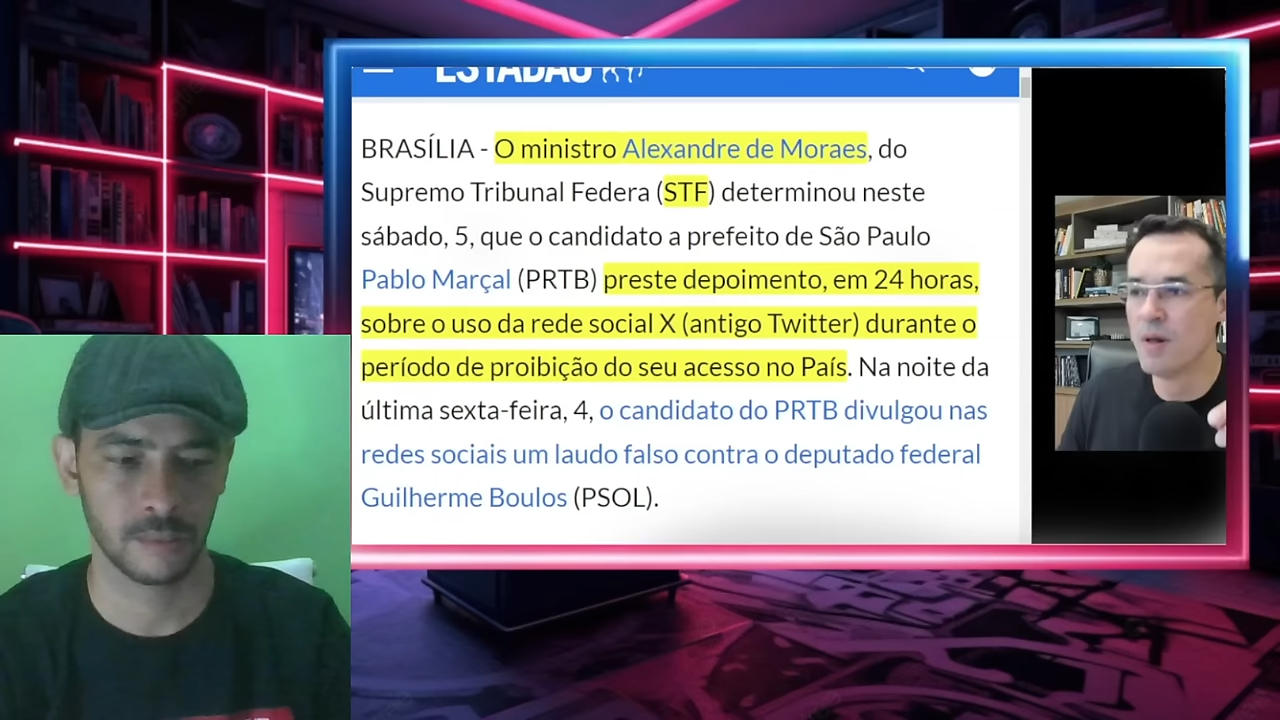 ESTADÃO
BRASÍLIA - O ministro Alexandre de Moraes, do
Supremo Tribunal Federa (STF) determinou neste
sábado, 5, que o candidato a prefeito de São Paulo
Pablo Marçal (PRTB) preste depoimento, em 24 horas,
sobre o uso da rede social X (antigo Twitter) durante o
período de proibição do seu acesso no País. Na noite da
última sexta-feira, 4, o candidato do PRTB divulgou nas
redes sociais um laudo falso contra o deputado federal
Guilherme Boulos (PSOL).